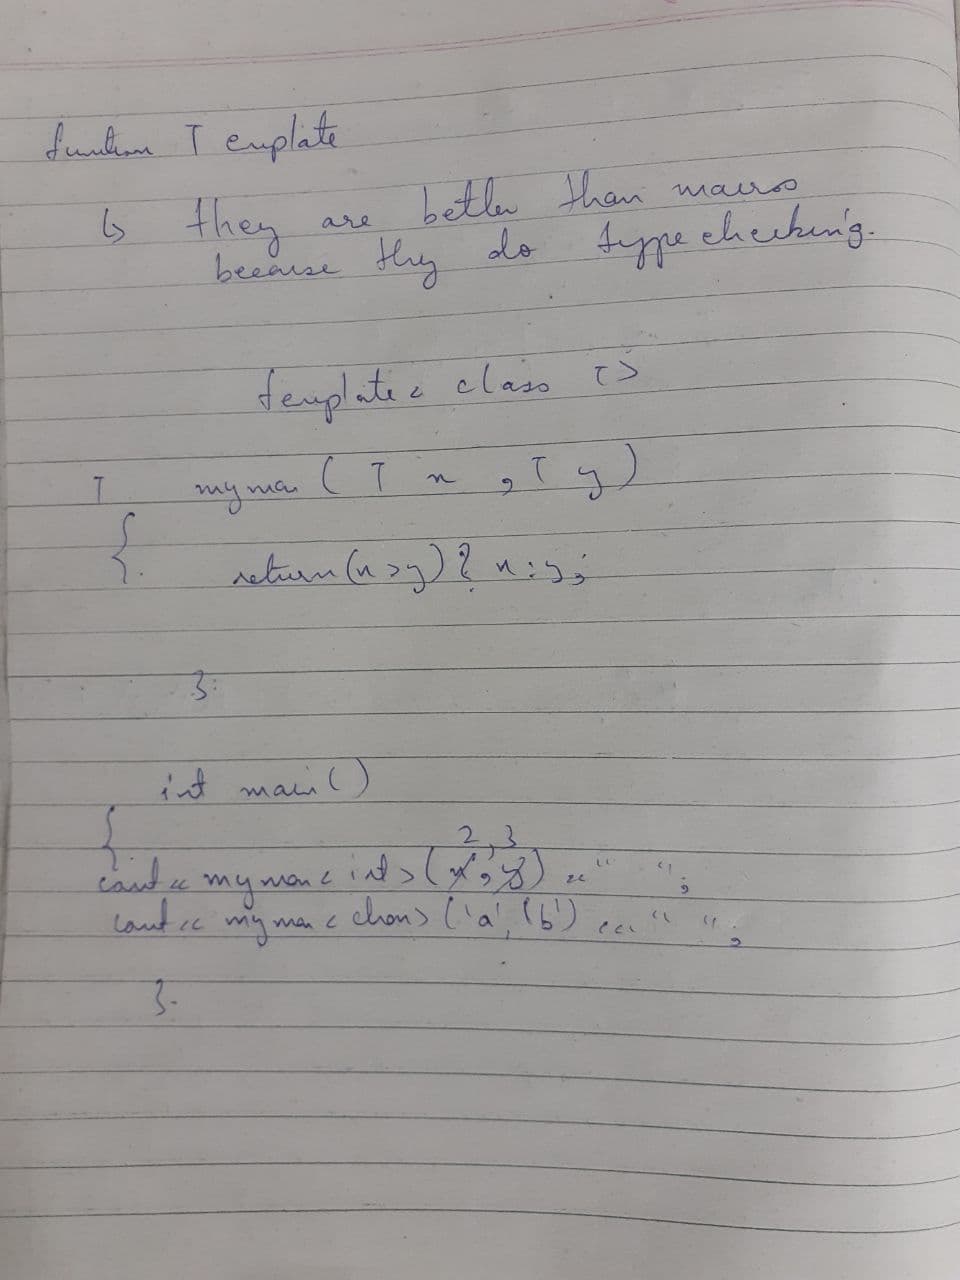 function Template
↳ they are better than macros
because they do type checking.
template < class T>
T mymax ( T x , T y )
{
return (x>y) ? x : y;
}
int main ( )
{
2, 3
cout << mymax < int > ( x , y ) << " " ;
cout << mymax < char > ( 'a', 'b' ) << " " ;
}